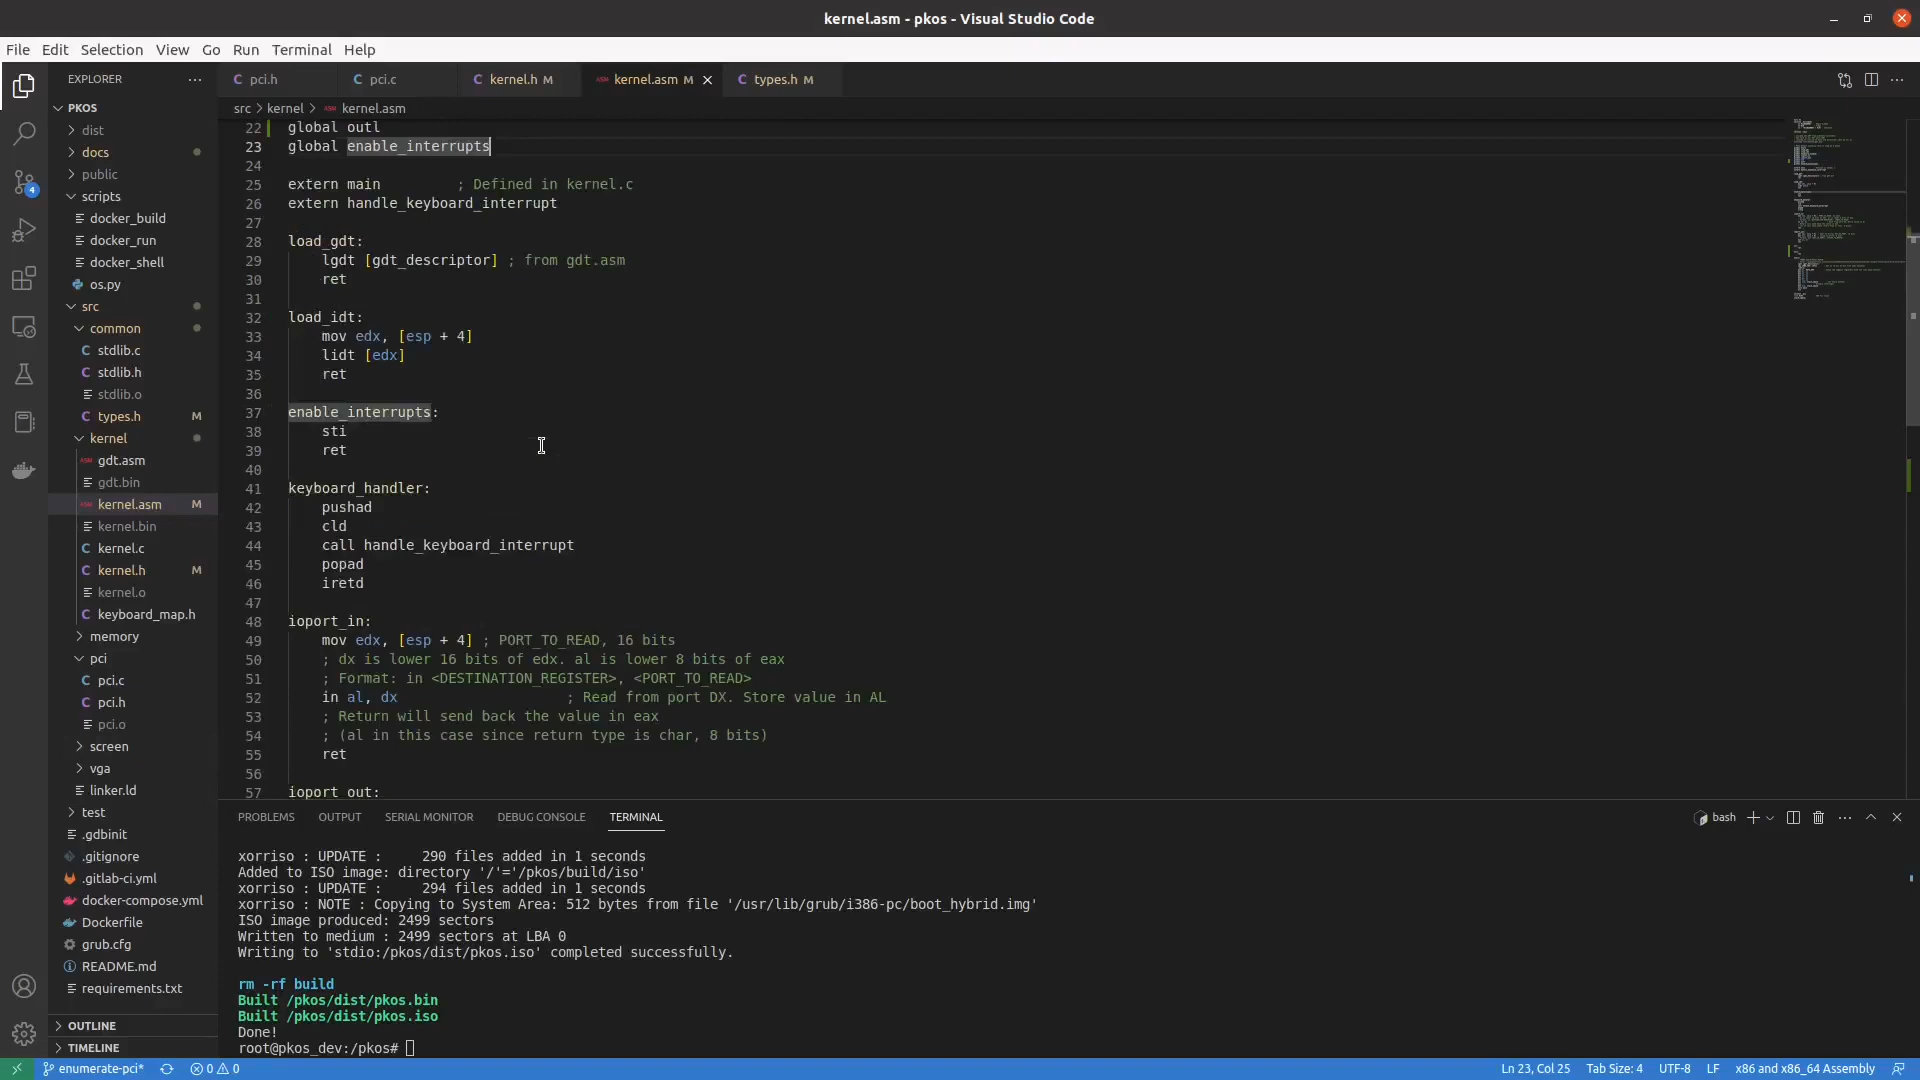 kernel.asm - pkos - Visual Studio Code
File Edit Selection View Go Run Terminal Help
EXPLORER
PKOS
dist
docs
public
scripts
docker_build
docker_run
docker_shell
os.py
src
common
stdlib.c
stdlib.h
stdlib.o
types.h M
kernel
gdt.asm
gdt.bin
kernel.asm M
kernel.bin
kernel.c
kernel.h M
kernel.o
keyboard_map.h
memory
pci
pci.c
pci.h
pci.o
screen
vga
linker.ld
test
.gdbinit
.gitignore
.gitlab-ci.yml
docker-compose.yml
Dockerfile
grub.cfg
README.md
requirements.txt
OUTLINE
TIMELINE
4
C pci.h C pci.c C kernel.h M kernel.asm M C types.h M
src > kernel > kernel.asm
22 global outl
23 global enable_interrupts
24
25 extern main ; Defined in kernel.c
26 extern handle_keyboard_interrupt
27
28 load_gdt:
29 lgdt [gdt_descriptor] ; from gdt.asm
30 ret
31
32 load_idt:
33 mov edx, [esp + 4]
34 lidt [edx]
35 ret
36
37 enable_interrupts:
38 sti
39 ret
40
41 keyboard_handler:
42 pushad
43 cld
44 call handle_keyboard_interrupt
45 popad
46 iretd
47
48 ioport_in:
49 mov edx, [esp + 4] ; PORT_TO_READ, 16 bits
50 ; dx is lower 16 bits of edx. al is lower 8 bits of eax
51 ; Format: in <DESTINATION_REGISTER>, <PORT_TO_READ>
52 in al, dx ; Read from port DX. Store value in AL
53 ; Return will send back the value in eax
54 ; (al in this case since return type is char, 8 bits)
55 ret
56
57 ioport_out:
PROBLEMS OUTPUT SERIAL MONITOR DEBUG CONSOLE TERMINAL
bash
xorriso : UPDATE : 290 files added in 1 seconds
Added to ISO image: directory '/'='/pkos/build/iso'
xorriso : UPDATE : 294 files added in 1 seconds
xorriso : NOTE : Copying to System Area: 512 bytes from file '/usr/lib/grub/i386-pc/boot_hybrid.img'
ISO image produced: 2499 sectors
Written to medium : 2499 sectors at LBA 0
Writing to 'stdio:/pkos/dist/pkos.iso' completed successfully.
rm -rf build
Built /pkos/dist/pkos.bin
Built /pkos/dist/pkos.iso
Done!
root@pkos_dev:/pkos#
enumerate-pci* 0 0 Ln 23, Col 25 Tab Size: 4 UTF-8 LF x86 and x86_64 Assembly